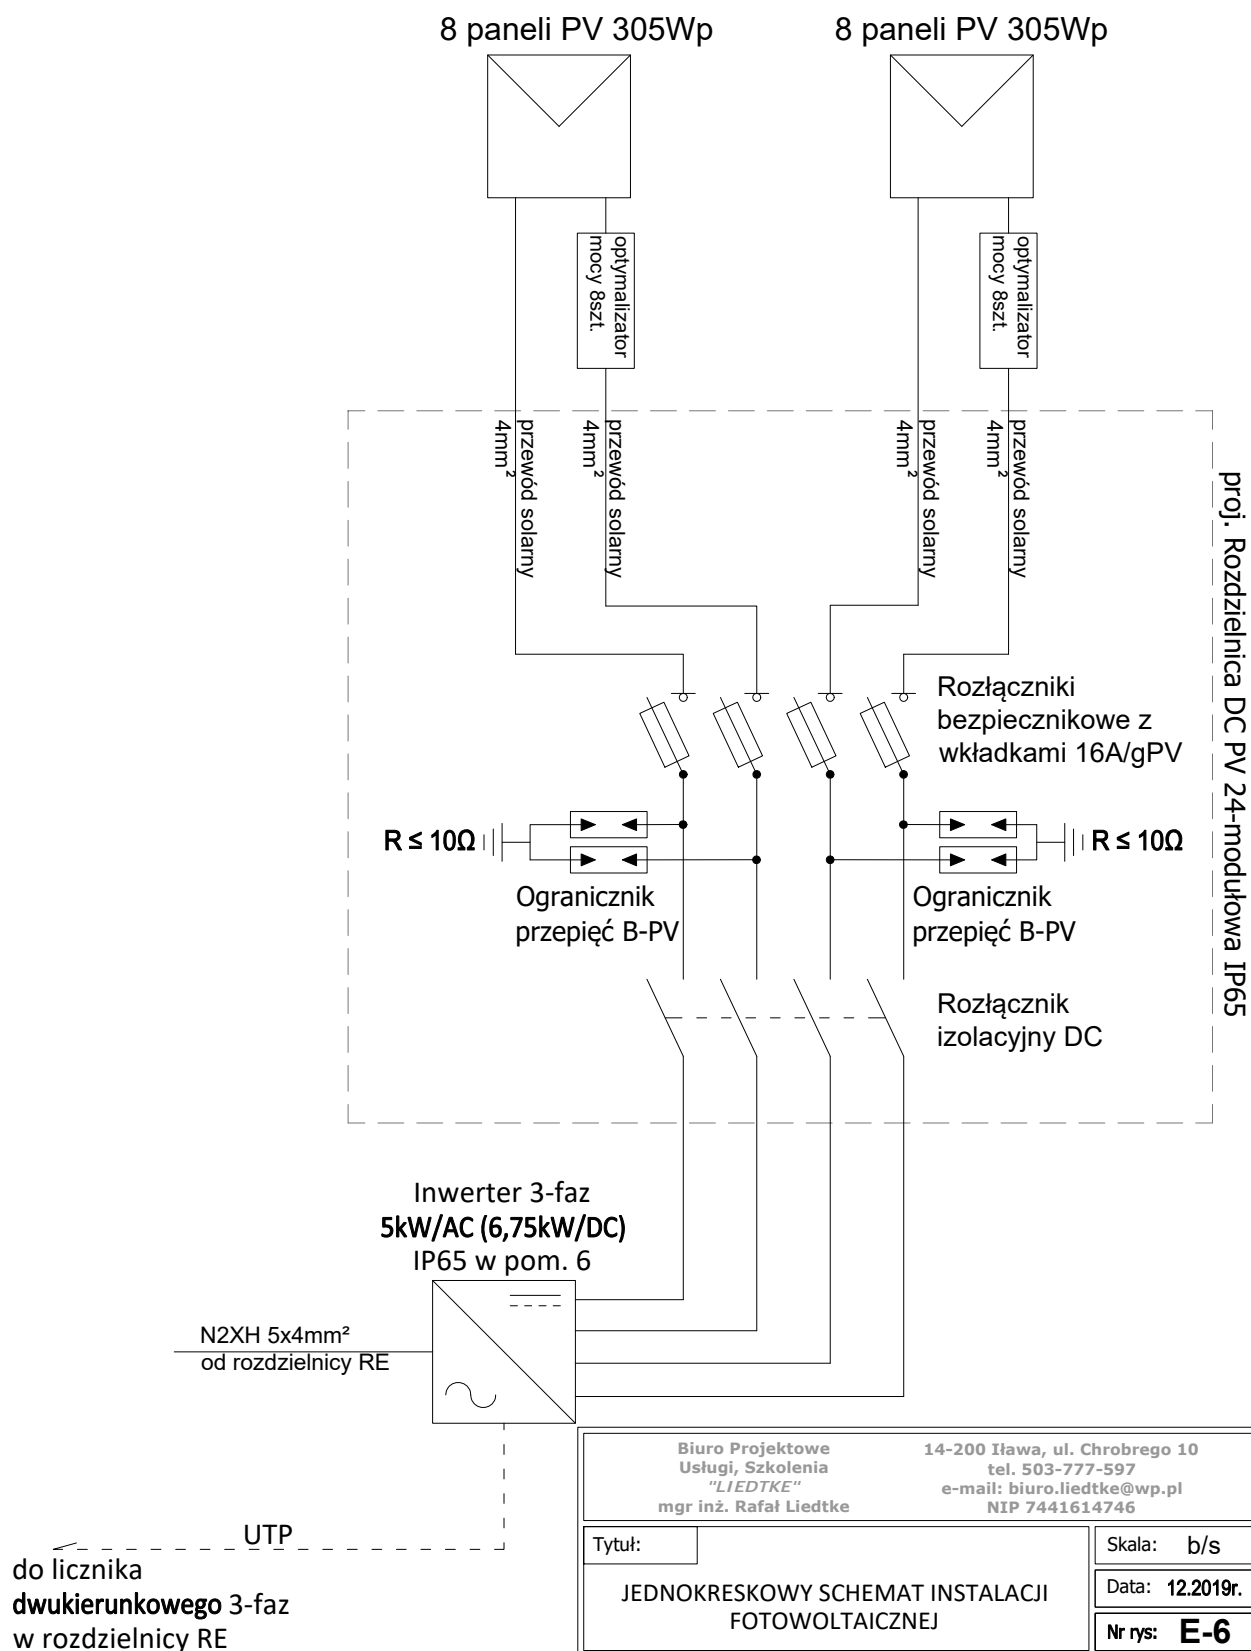 8 paneli PV 305Wp
8 paneli PV 305Wp
optymalizator
mocy 8szt.
optymalizator
mocy 8szt.
przewód solarny
4mm²
przewód solarny
4mm²
przewód solarny
4mm²
przewód solarny
4mm²
proj. Rozdzielnica DC PV 24-modułowa IP65
Rozłączniki
bezpiecznikowe z
wkładkami 16A/gPV
R ≤ 10Ω
R ≤ 10Ω
Ogranicznik
przepięć B-PV
Ogranicznik
przepięć B-PV
Rozłącznik
izolacyjny DC
Inwerter 3-faz
5kW/AC (6,75kW/DC)
IP65 w pom. 6
N2XH 5x4mm²
od rozdzielnicy RE
UTP
do licznika
dwukierunkowego 3-faz
w rozdzielnicy RE
Biuro Projektowe
Usługi, Szkolenia
"LIEDTKE"
mgr inż. Rafał Liedtke
14-200 Iława, ul. Chrobrego 10
tel. 503-777-597
e-mail: biuro.liedtke@wp.pl
NIP 7441614746
Tytuł:
JEDNOKRESKOWY SCHEMAT INSTALACJI
FOTOWOLTAICZNEJ
Skala: b/s
Data: 12.2019r.
Nr rys: E-6